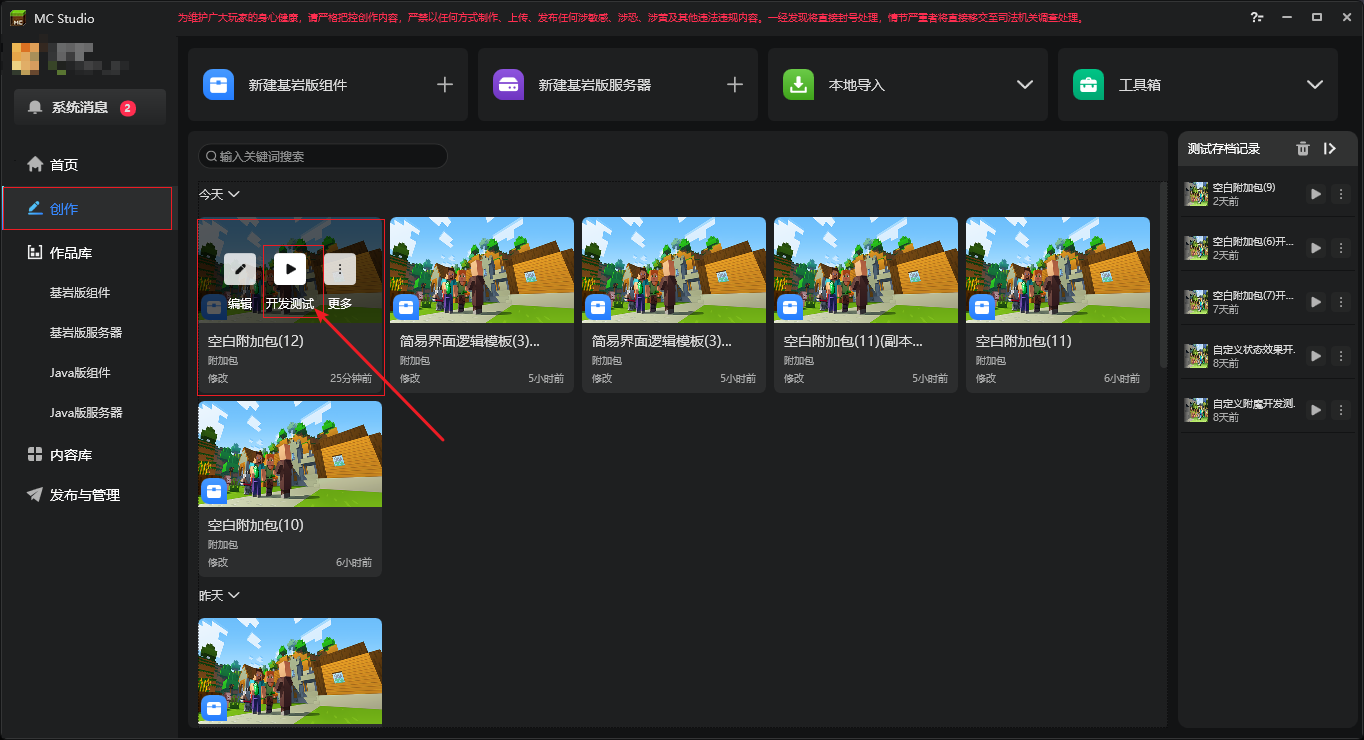 MC Studio
为维护广大玩家的身心健康，请严格把控创作内容，严禁以任何方式制作、上传、发布任何涉敏感、涉恐、涉黄及其他违法违规内容。一经发现将直接封号处理，情节严重者将直接移交至司法机关调查处理。
系统消息 2
首页
创作
作品库
基岩版组件
基岩版服务器
Java版组件
Java版服务器
内容库
发布与管理
新建基岩版组件
新建基岩版服务器
本地导入
工具箱
输入关键词搜索
今天
编辑 开发测试 更多
空白附加包(12)
附加包
修改 25分钟前
简易界面逻辑模板(3)...
附加包
修改 5小时前
简易界面逻辑模板(3)...
附加包
修改 5小时前
空白附加包(11)(副本...
附加包
修改 5小时前
空白附加包(11)
附加包
修改 6小时前
空白附加包(10)
附加包
修改 6小时前
昨天
测试存档记录
空白附加包(9)
2天前
空白附加包(6)开...
2天前
空白附加包(7)开...
7天前
自定义状态效果开.
8天前
自定义附魔开发测.
8天前